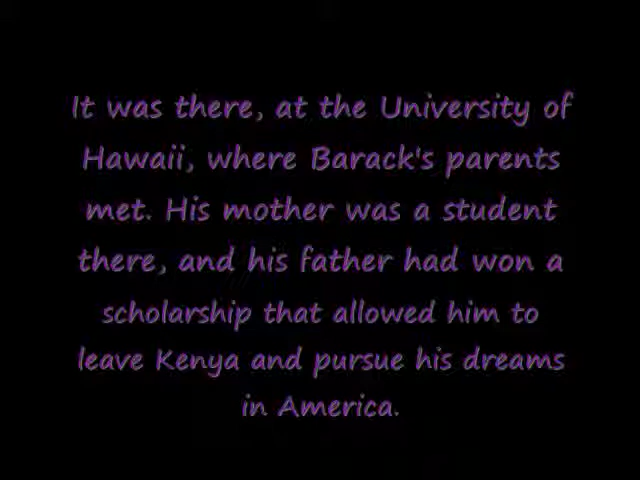 It was there, at the University of
Hawaii, where Barack's parents
met. His mother was a student
there, and his father had won a
scholarship that allowed him to
leave Kenya and pursue his dreams
in America.